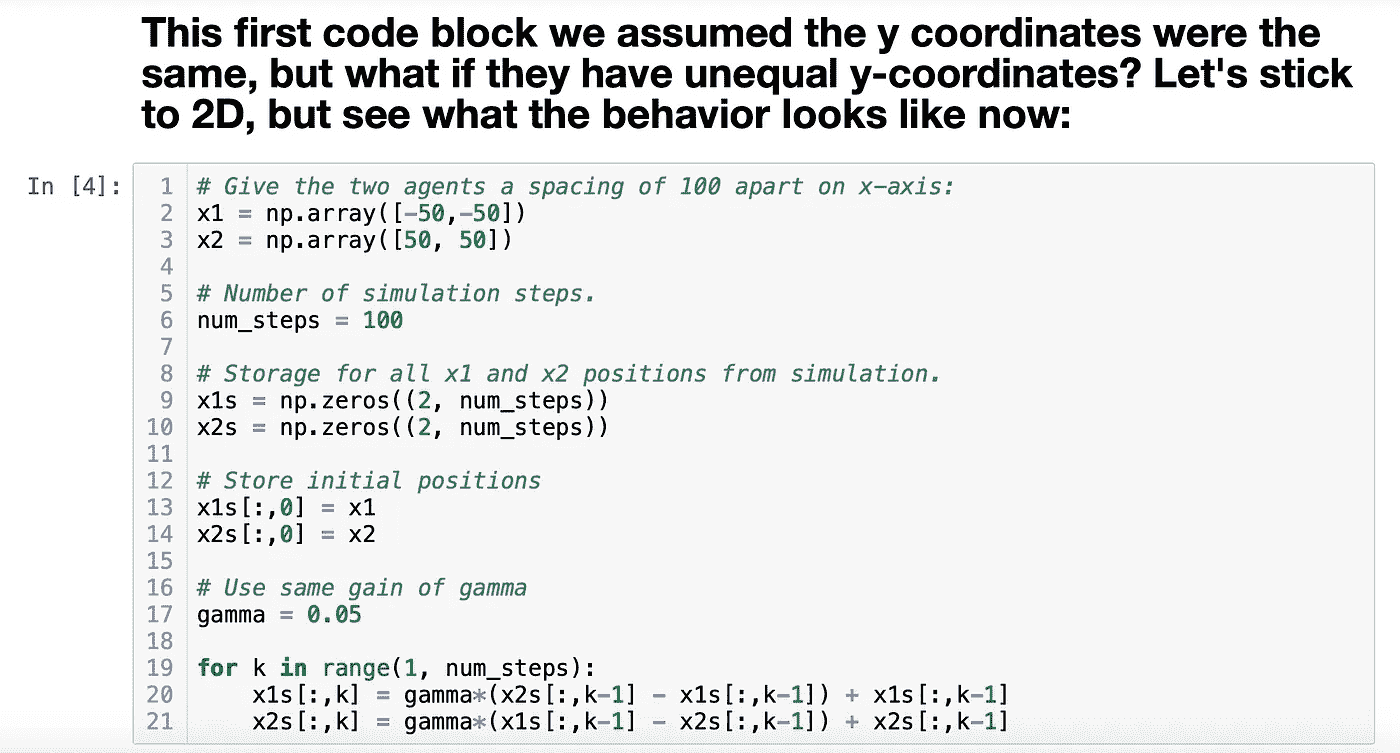 This first code block we assumed the y coordinates were the
same, but what if they have unequal y-coordinates? Let's stick
to 2D, but see what the behavior looks like now:
In [4]:
1 # Give the two agents a spacing of 100 apart on x-axis:
2 x1 = np.array([-50,-50])
3 x2 = np.array([50, 50])
4
5 # Number of simulation steps.
6 num_steps = 100
7
8 # Storage for all x1 and x2 positions from simulation.
9 x1s = np.zeros((2, num_steps))
10 x2s = np.zeros((2, num_steps))
11
12 # Store initial positions
13 x1s[:,0] = x1
14 x2s[:,0] = x2
15
16 # Use same gain of gamma
17 gamma = 0.05
18
19 for k in range(1, num_steps):
20     x1s[:,k] = gamma*(x2s[:,k-1] - x1s[:,k-1]) + x1s[:,k-1]
21     x2s[:,k] = gamma*(x1s[:,k-1] - x2s[:,k-1]) + x2s[:,k-1]